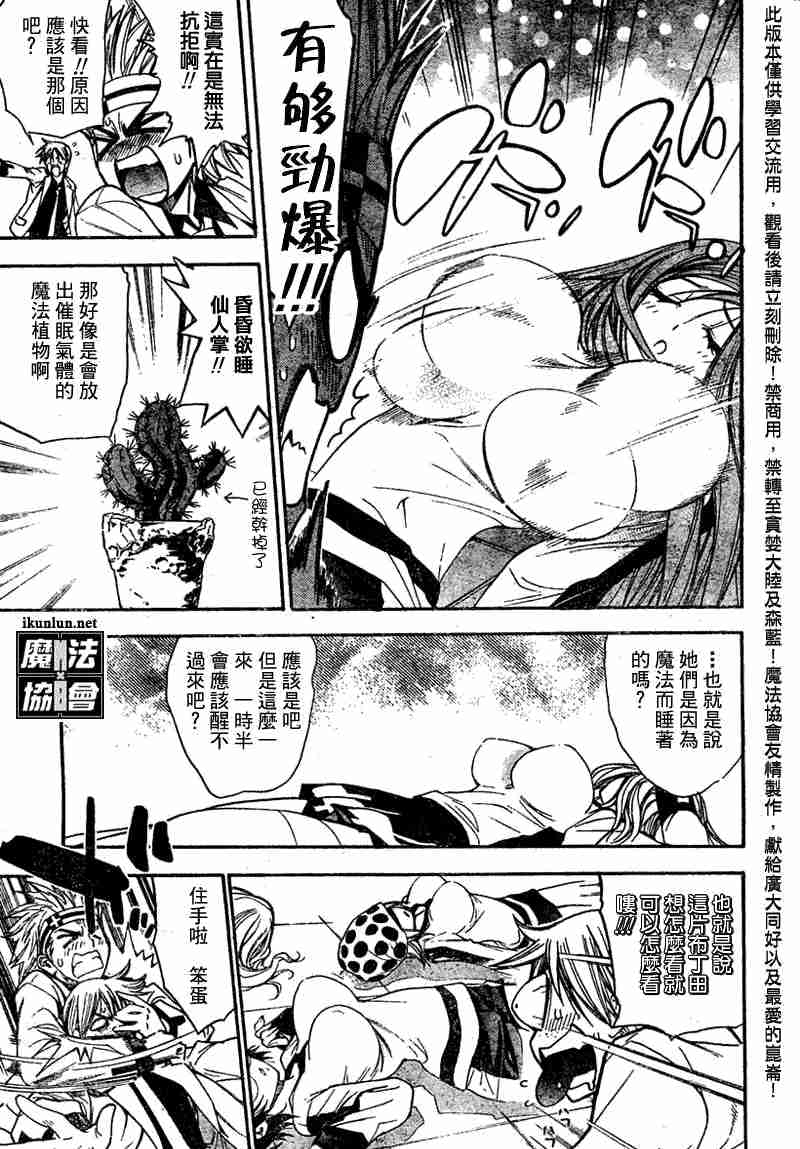 有够勁爆!!!
這實在是無法
抗拒啊!!
快看!!原因
應該是那個
吧?
昏昏欲睡
仙人掌!!
那好像是會放
出催眠氣體的
魔法植物啊
已經幹掉了
ikunlun.net
魔法
協會
…也就是說
她們是因為
魔法而睡著
的嗎?
應該是吧
但是這麼一
來 一時半
會應該醒不
過來吧?
也就是說
這片布丁田
想怎麼看就
可以怎麼看
嘍!!!
住手啦 笨蛋
此版本僅供學習交流用，觀看後請立刻刪除！禁商用，禁轉至貪婪大陸及森藍！魔法協會友情製作，獻給廣大同好以及最愛的崑崙！